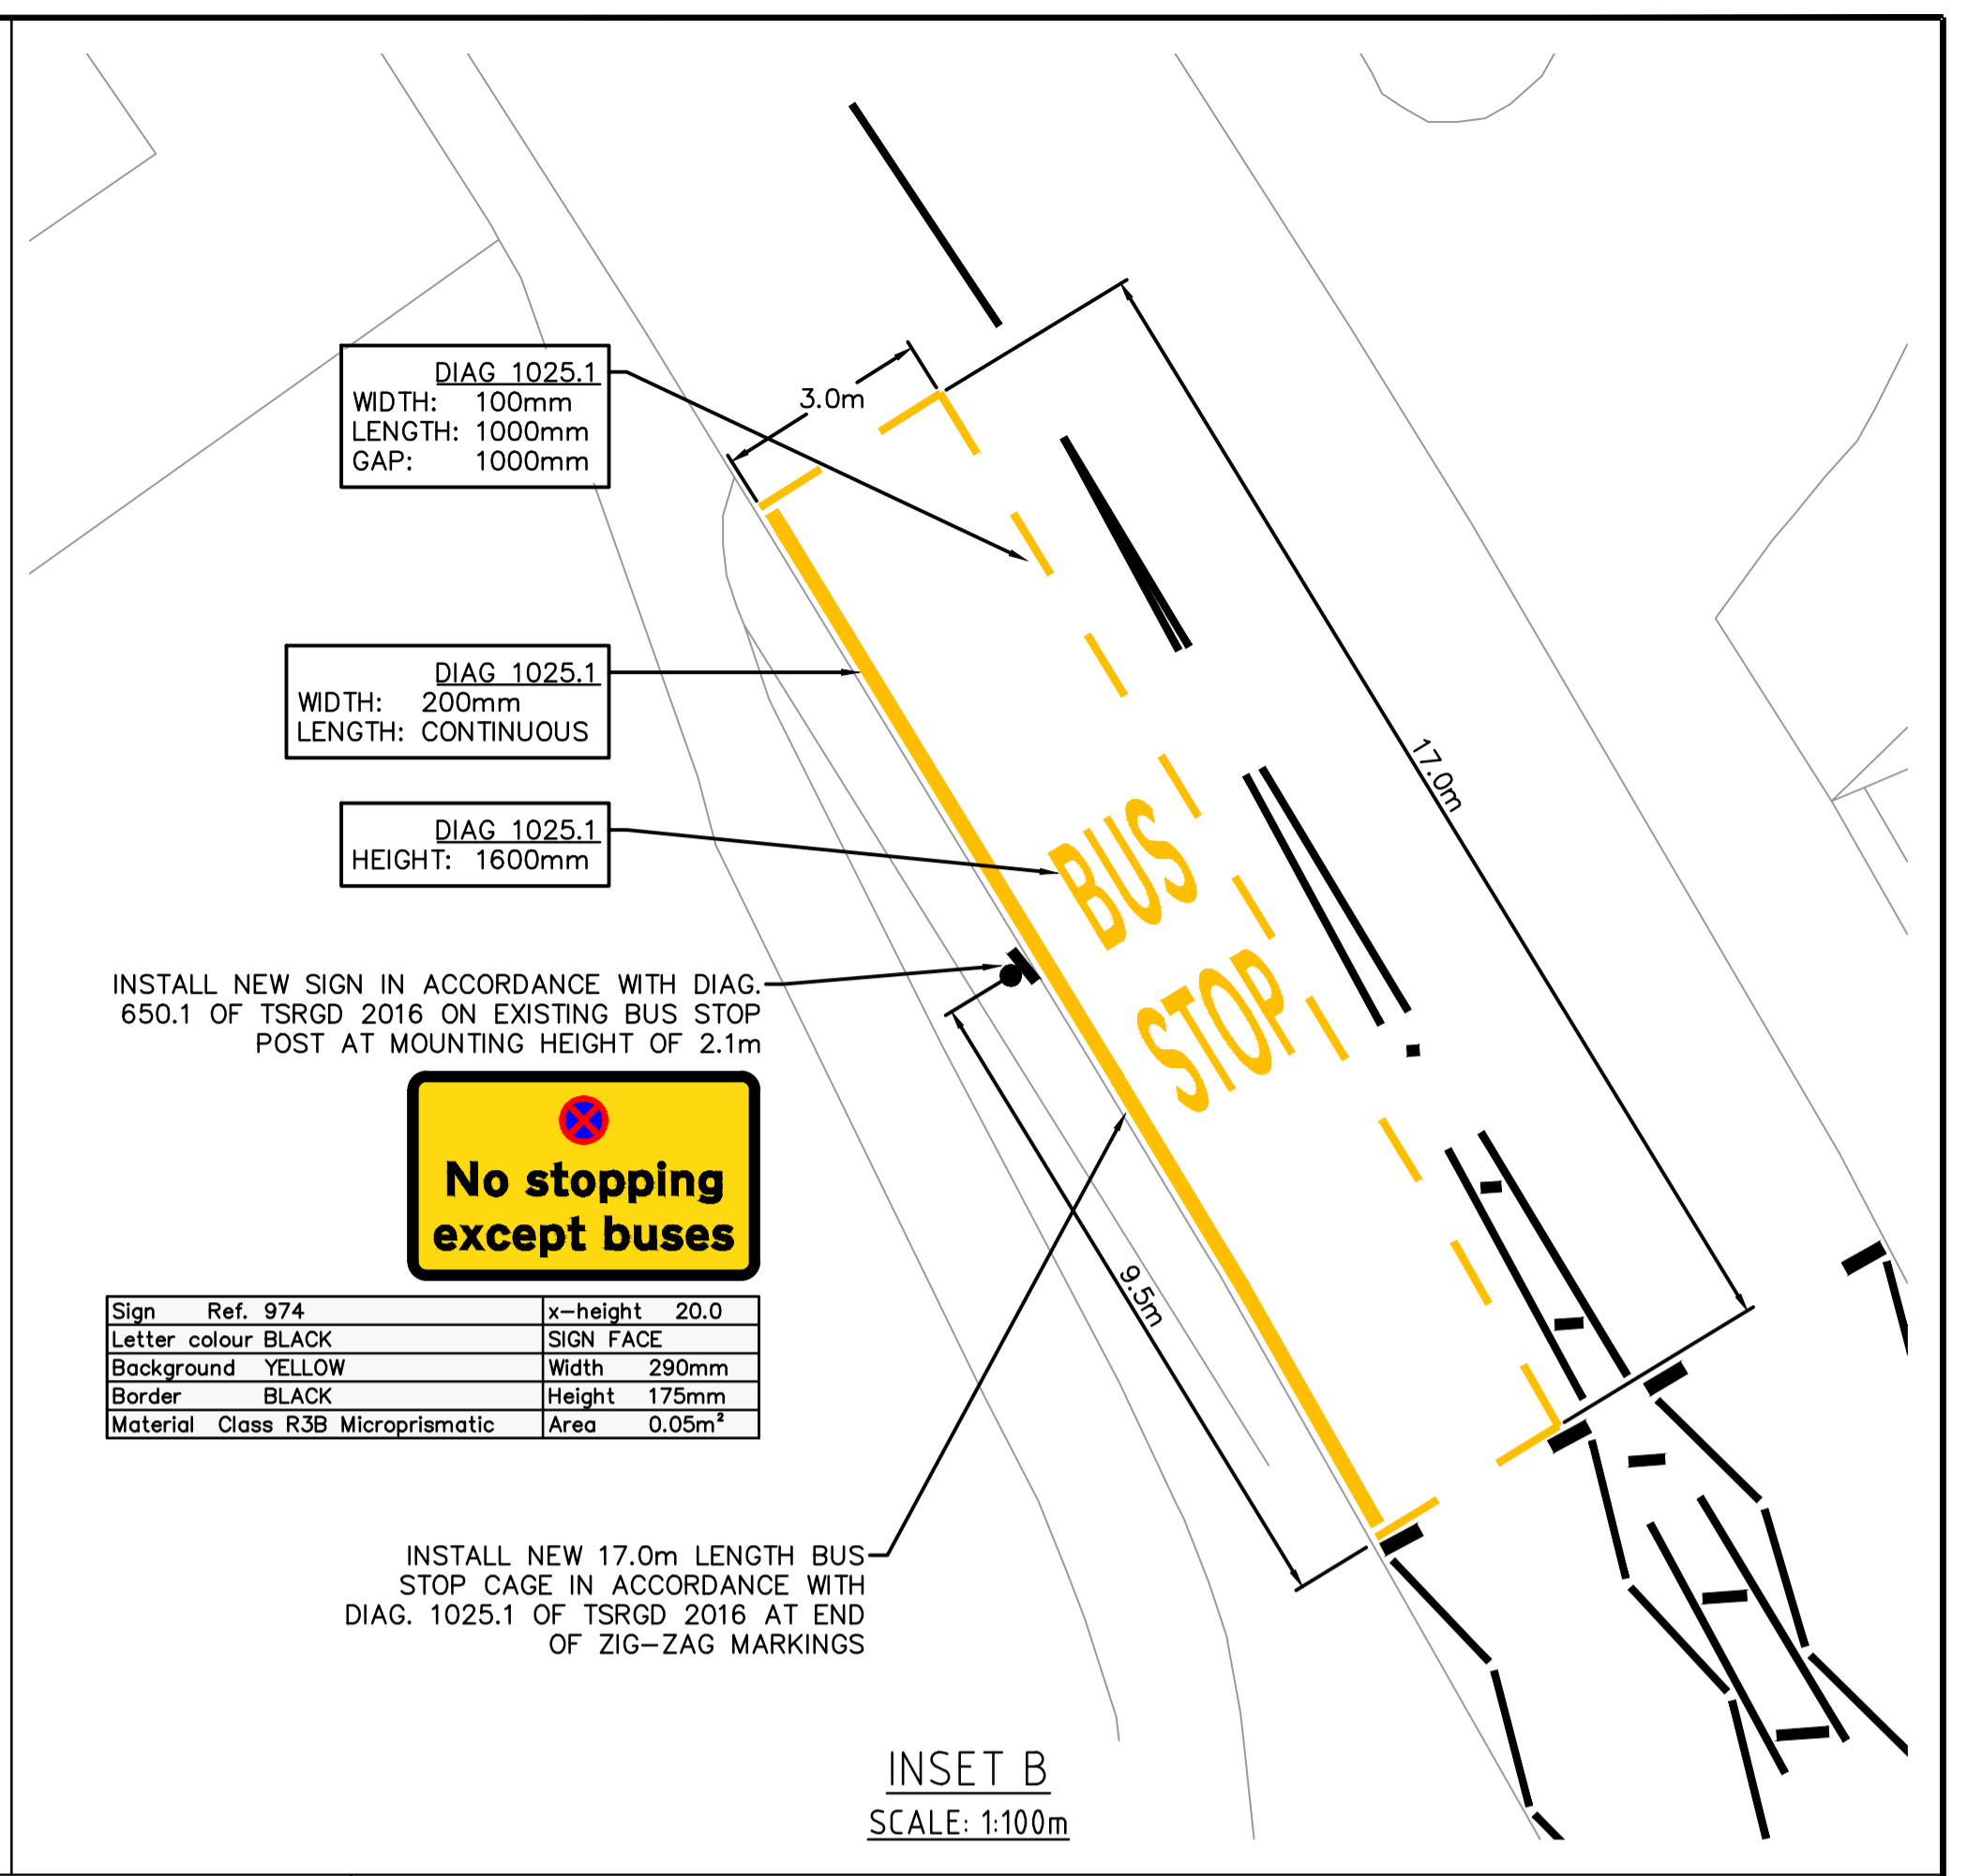 DIAG 1025.1
WIDTH: 100mm
LENGTH: 1000mm
GAP: 1000mm
3.0m
DIAG 1025.1
WIDTH: 200mm
LENGTH: CONTINUOUS
17.0m
DIAG 1025.1
HEIGHT: 1600mm
BUS
STOP
INSTALL NEW SIGN IN ACCORDANCE WITH DIAG.
650.1 OF TSRGD 2016 ON EXISTING BUS STOP
POST AT MOUNTING HEIGHT OF 2.1m
No stopping
except buses
9.5m
Sign Ref. 974 x-height 20.0
Letter colour BLACK SIGN FACE
Background YELLOW Width 290mm
Border BLACK Height 175mm
Material Class R3B Microprismatic Area 0.05m²
INSTALL NEW 17.0m LENGTH BUS
STOP CAGE IN ACCORDANCE WITH
DIAG. 1025.1 OF TSRGD 2016 AT END
OF ZIG-ZAG MARKINGS
INSET B
SCALE: 1:100m